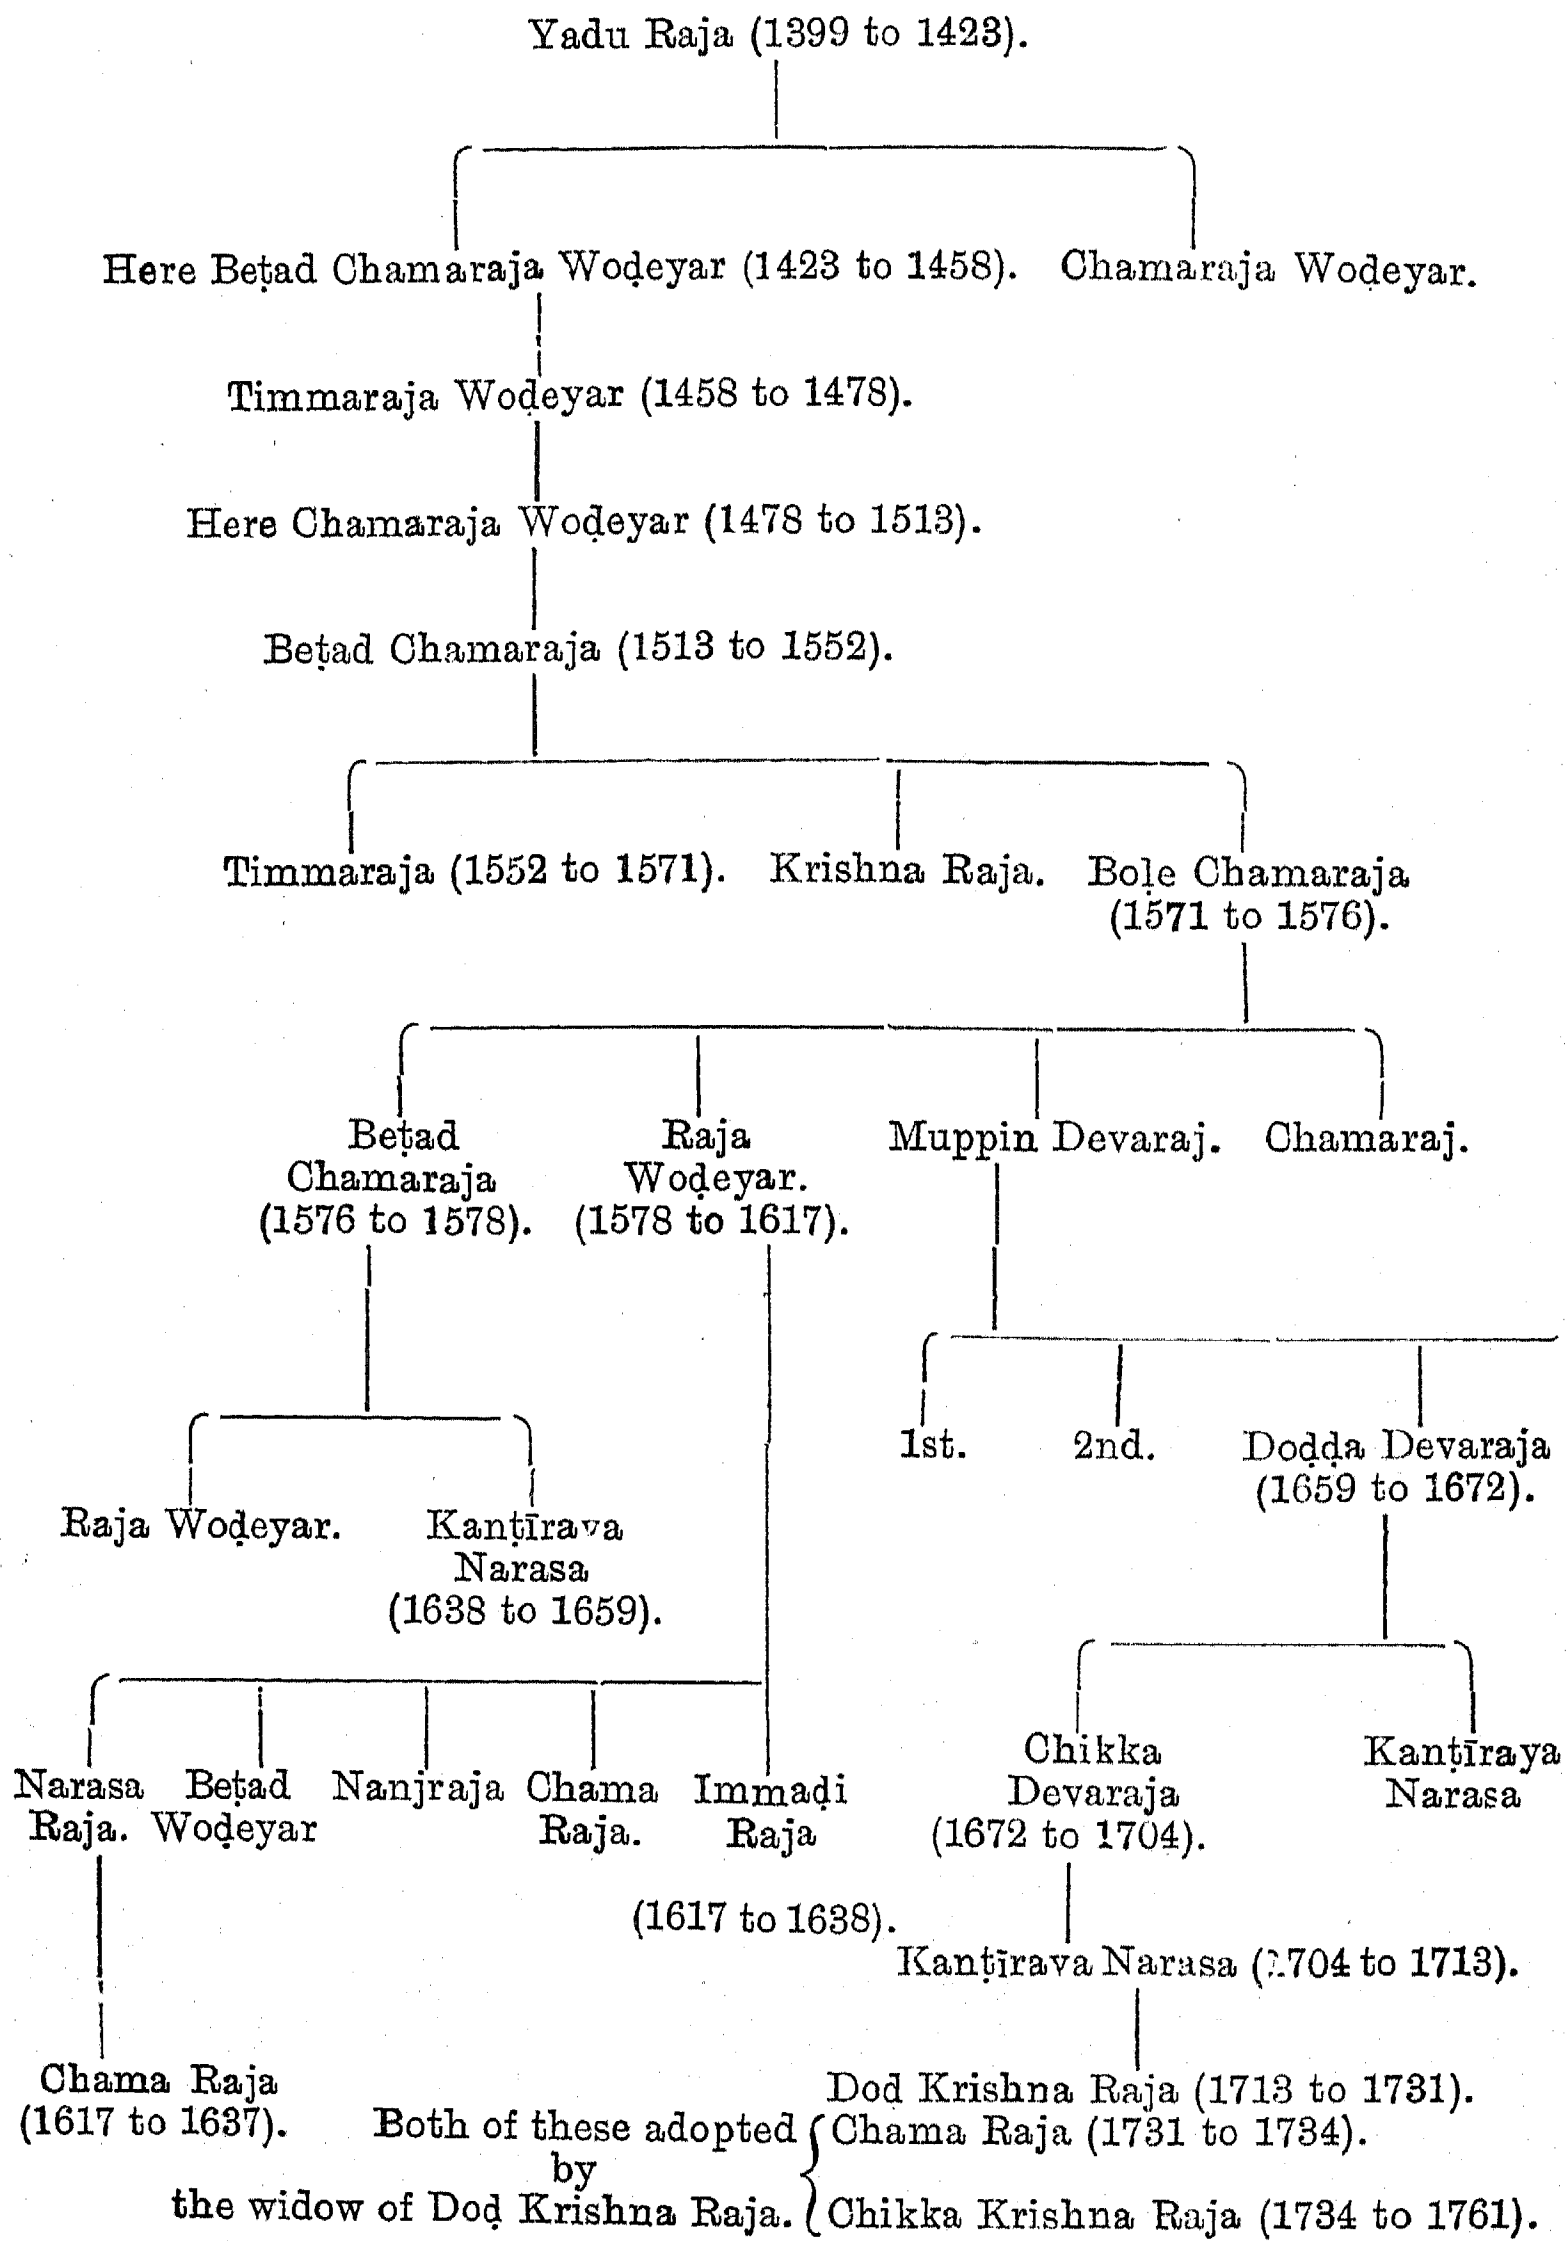 Yadu Raja (1399 to 1423).
Here Beṭad Chamaraja Woḍeyar (1423 to 1458). Chamaraja Woḍeyar.
Timmaraja Woḍeyar (1458 to 1478).
Here Chamaraja Woḍeyar (1478 to 1513).
Beṭad Chamaraja (1513 to 1552).
Timmaraja (1552 to 1571). Krishna Raja. Boḷe Chamaraja
(1571 to 1576).
Beṭad Raja Muppin Devaraj. Chamaraj.
Chamaraja Woḍeyar.
(1576 to 1578). (1578 to 1617).
1st. 2nd. Doḍḍa Devaraja
(1659 to 1672).
Raja Woḍeyar. Kanṭīrava
Narasa
(1638 to 1659).
Chikka Kanṭīraya
Narasa Beṭad Nanjraja Chama Immaḍi Devaraja Narasa
Raja. Woḍeyar Raja. Raja (1672 to 1704).
(1617 to 1638).
Kanṭīrava Narasa (1704 to 1713).
Chama Raja Doḍ Krishna Raja (1713 to 1731).
(1617 to 1637). Both of these adopted Chama Raja (1731 to 1734).
by
the widow of Doḍ Krishna Raja. Chikka Krishna Raja (1734 to 1761).